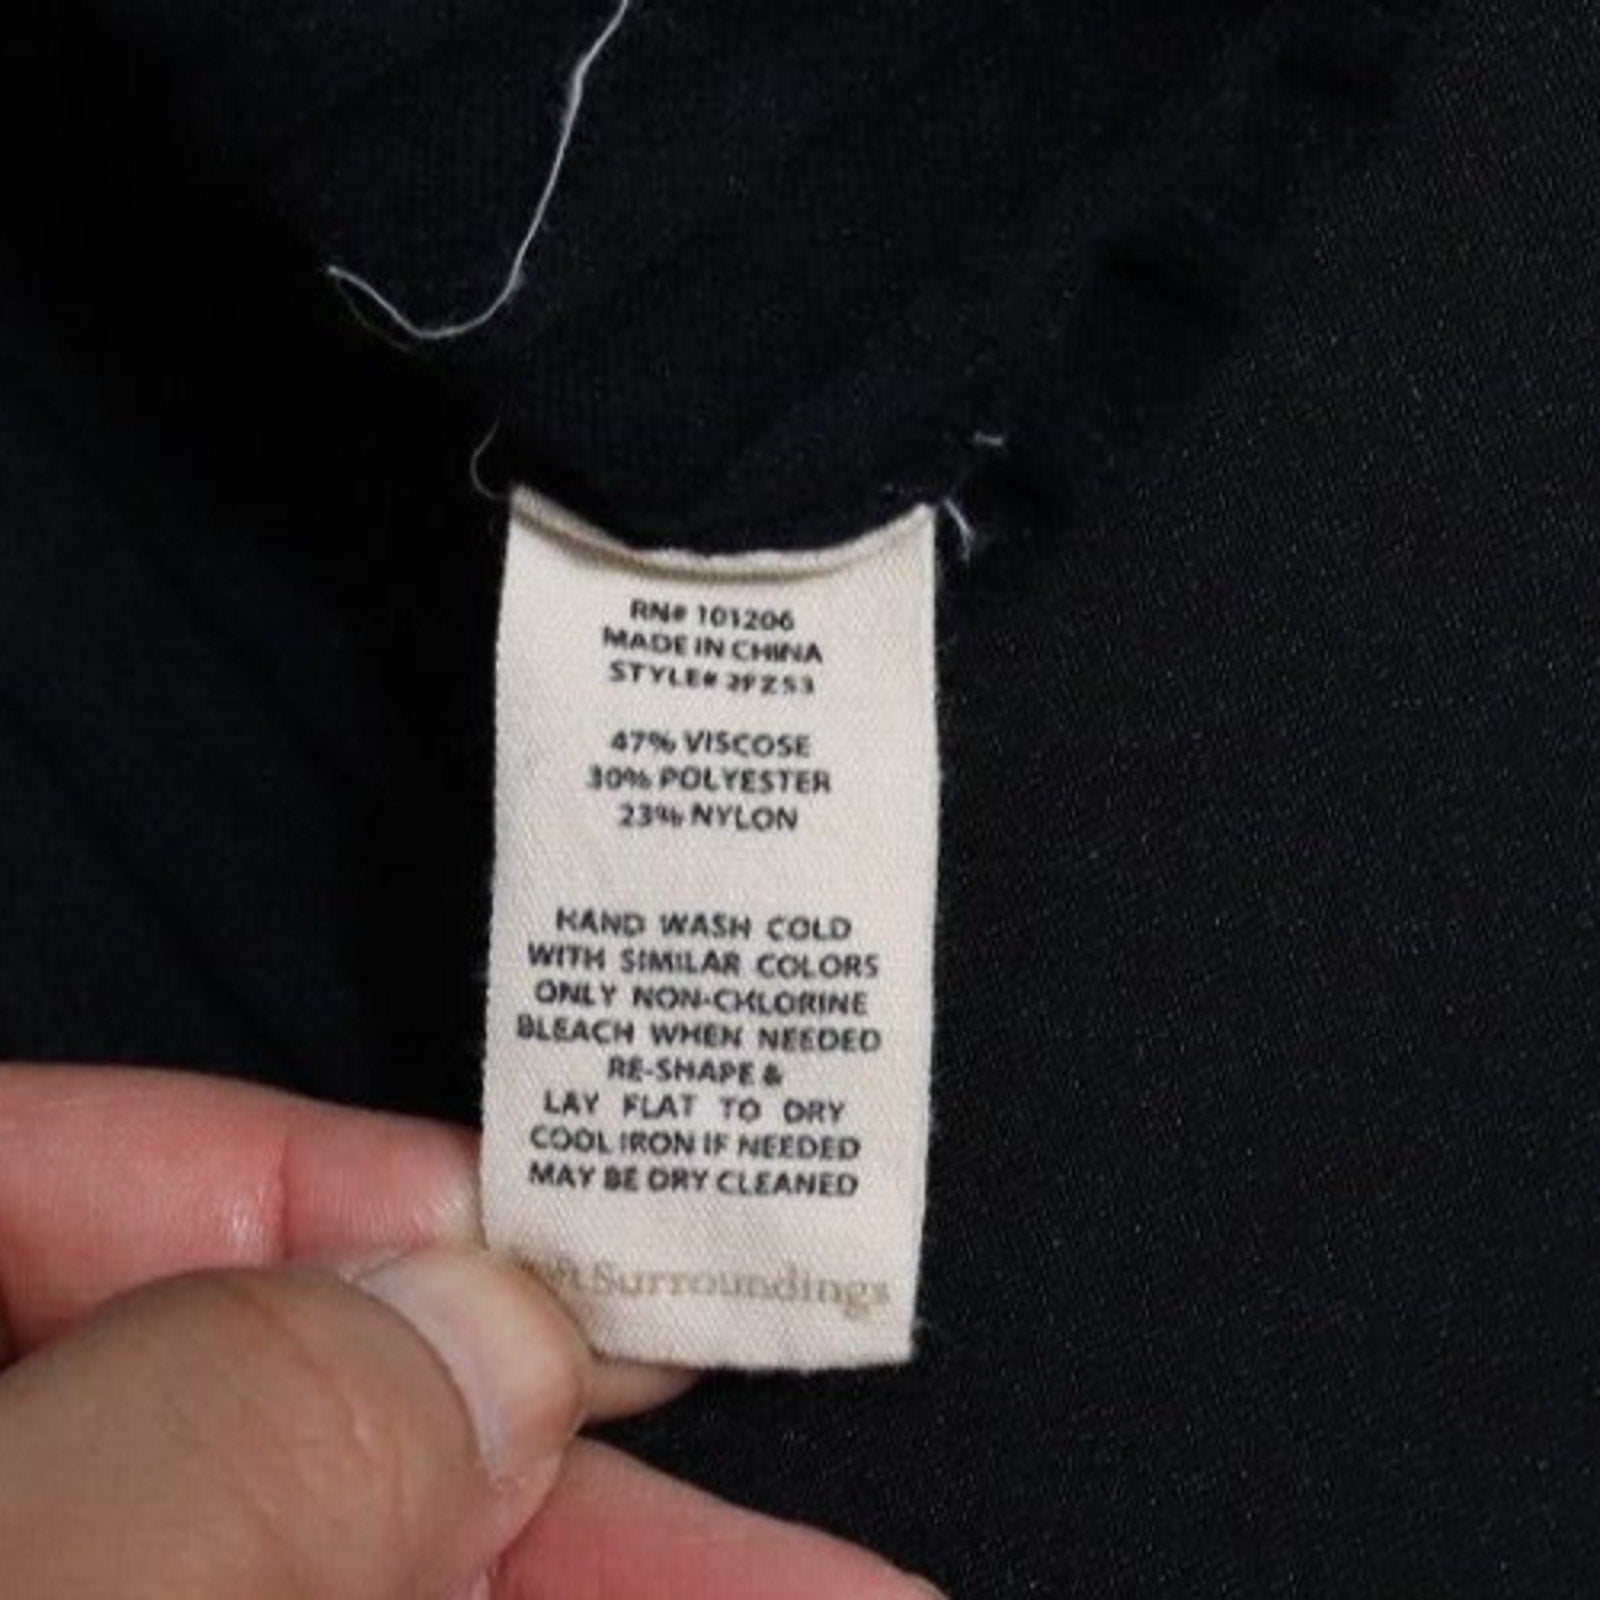 RN# 101206
MADE IN CHINA
STYLE# 2FZ53
47% VISCOSE
30% POLYESTER
23% NYLON
HAND WASH COLD
WITH SIMILAR COLORS
ONLY NON-CHLORINE
BLEACH WHEN NEEDED
RE-SHAPE &
LAY FLAT TO DRY
COOL IRON IF NEEDED
MAY BE DRY CLEANED
Surroundings